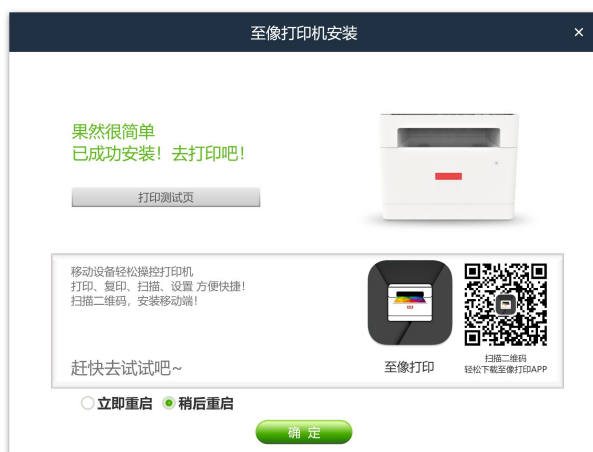 至像打印机安装
果然很简单
已成功安装！去打印吧！
打印测试页
移动设备轻松操控打印机
打印、复印、扫描、设置 方便快捷！
扫描二维码，安装移动端！
赶快去试试吧~
至像打印
扫描二维码
轻松下载至像打印APP
立即重启 稍后重启
确 定